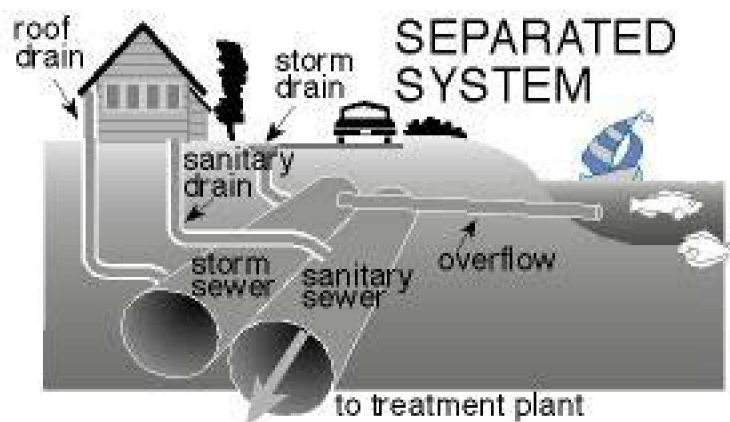 roof
drain
storm
drain
SEPARATED
SYSTEM
sanitary
drain
storm
sewer
sanitary
sewer
overflow
to treatment plant